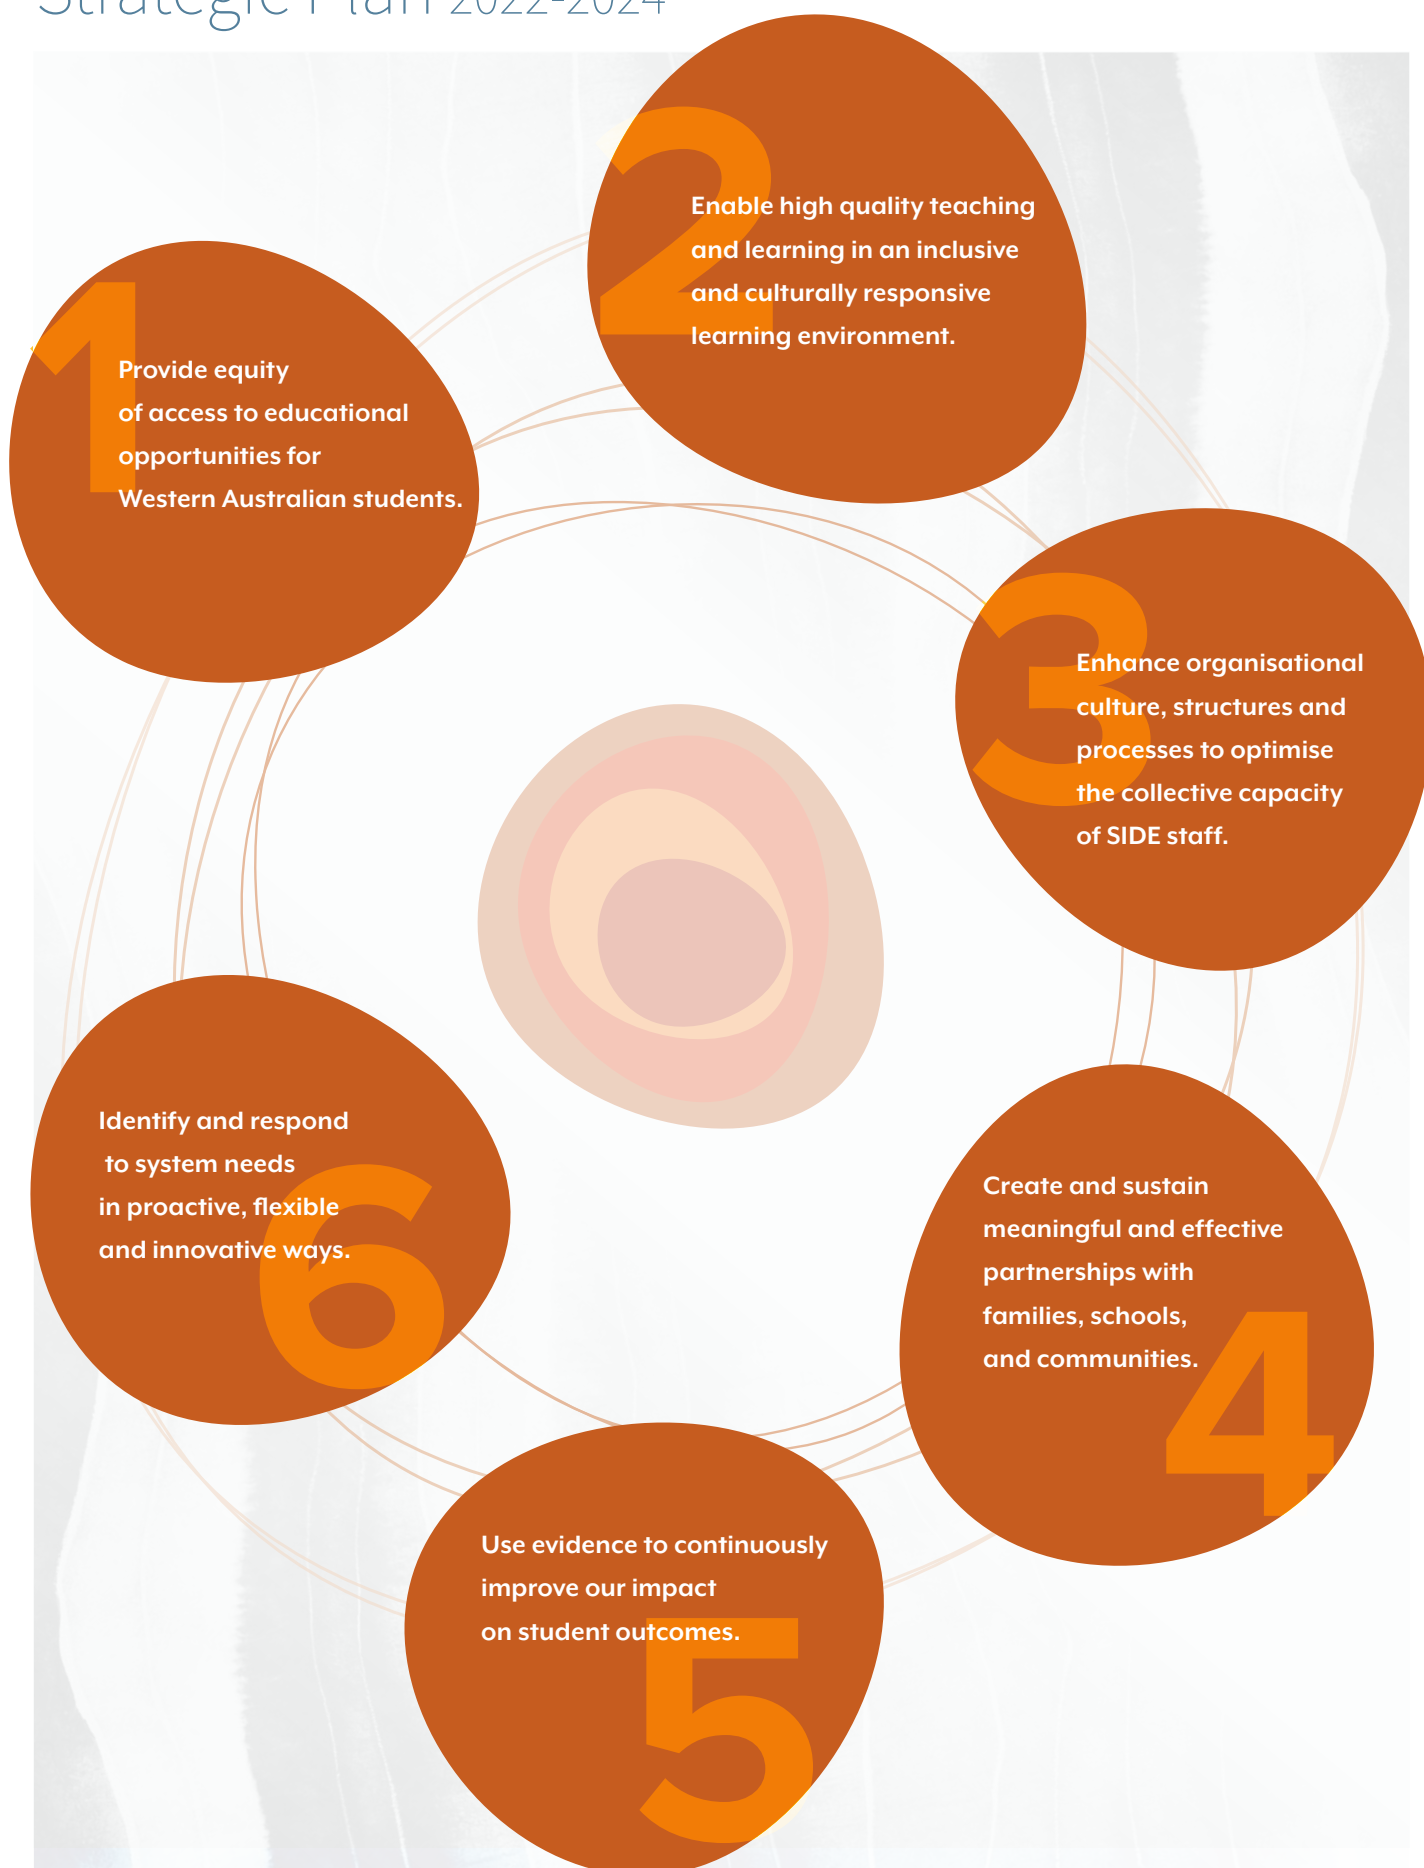 Strategic Plan 2022-2024
1
Provide equity
of access to educational
opportunities for
Western Australian students.
2
Enable high quality teaching
and learning in an inclusive
and culturally responsive
learning environment.
3
Enhance organisational
culture, structures and
processes to optimise
the collective capacity
of SIDE staff.
4
Create and sustain
meaningful and effective
partnerships with
families, schools,
and communities.
5
Use evidence to continuously
improve our impact
on student outcomes.
6
Identify and respond
to system needs
in proactive, flexible
and innovative ways.